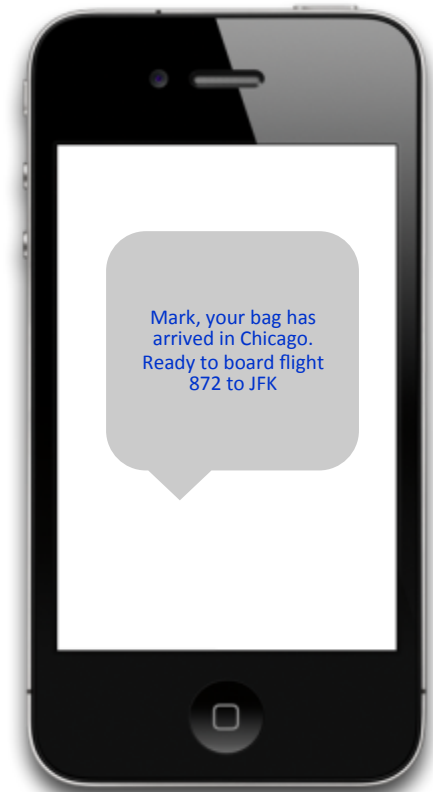 Mark, your bag has
arrived in Chicago.
Ready to board flight
872 to JFK